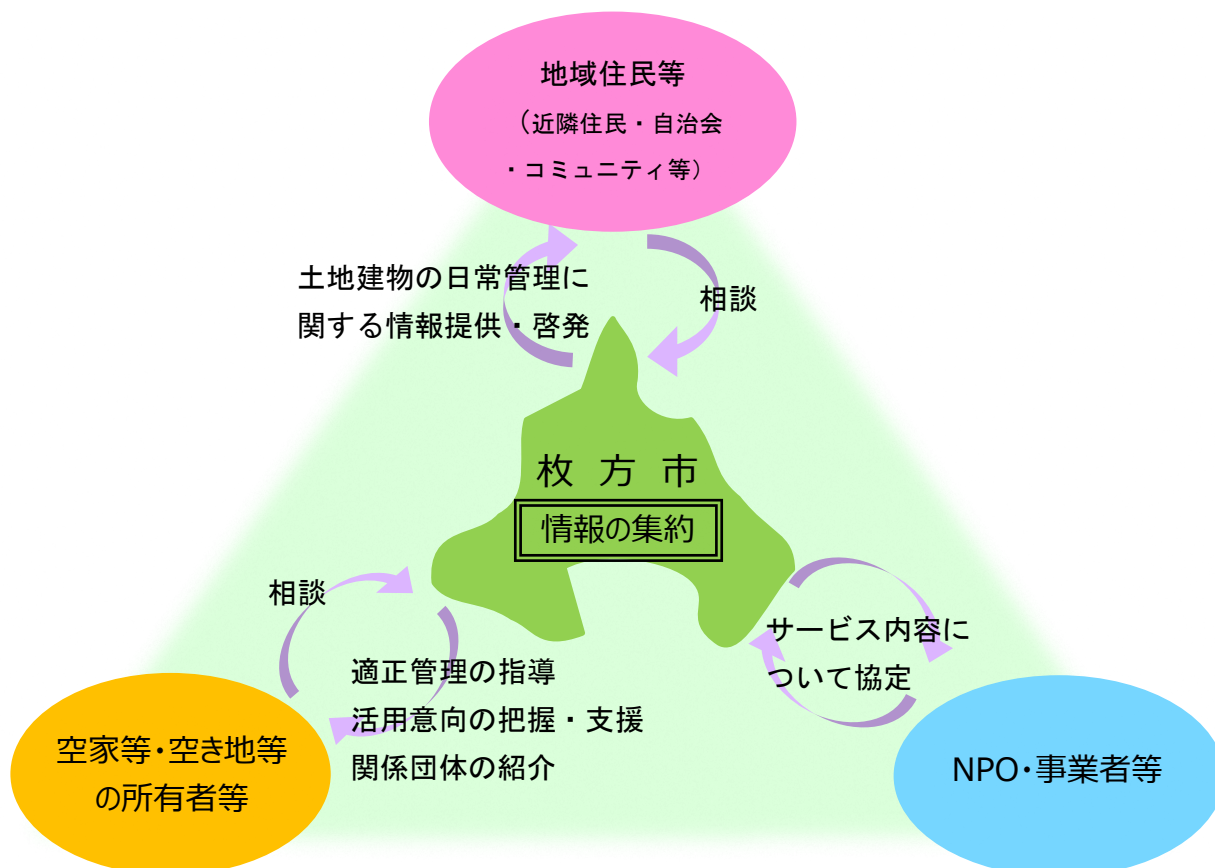 地域住民等
（近隣住民・自治会
・コミュニティ等）
土地建物の日常管理に
関する情報提供・啓発
相談
枚方市
情報の集約
相談
適正管理の指導
活用意向の把握・支援
関係団体の紹介
サービス内容に
ついて協定
空家等・空き地等
の所有者等
NPO・事業者等